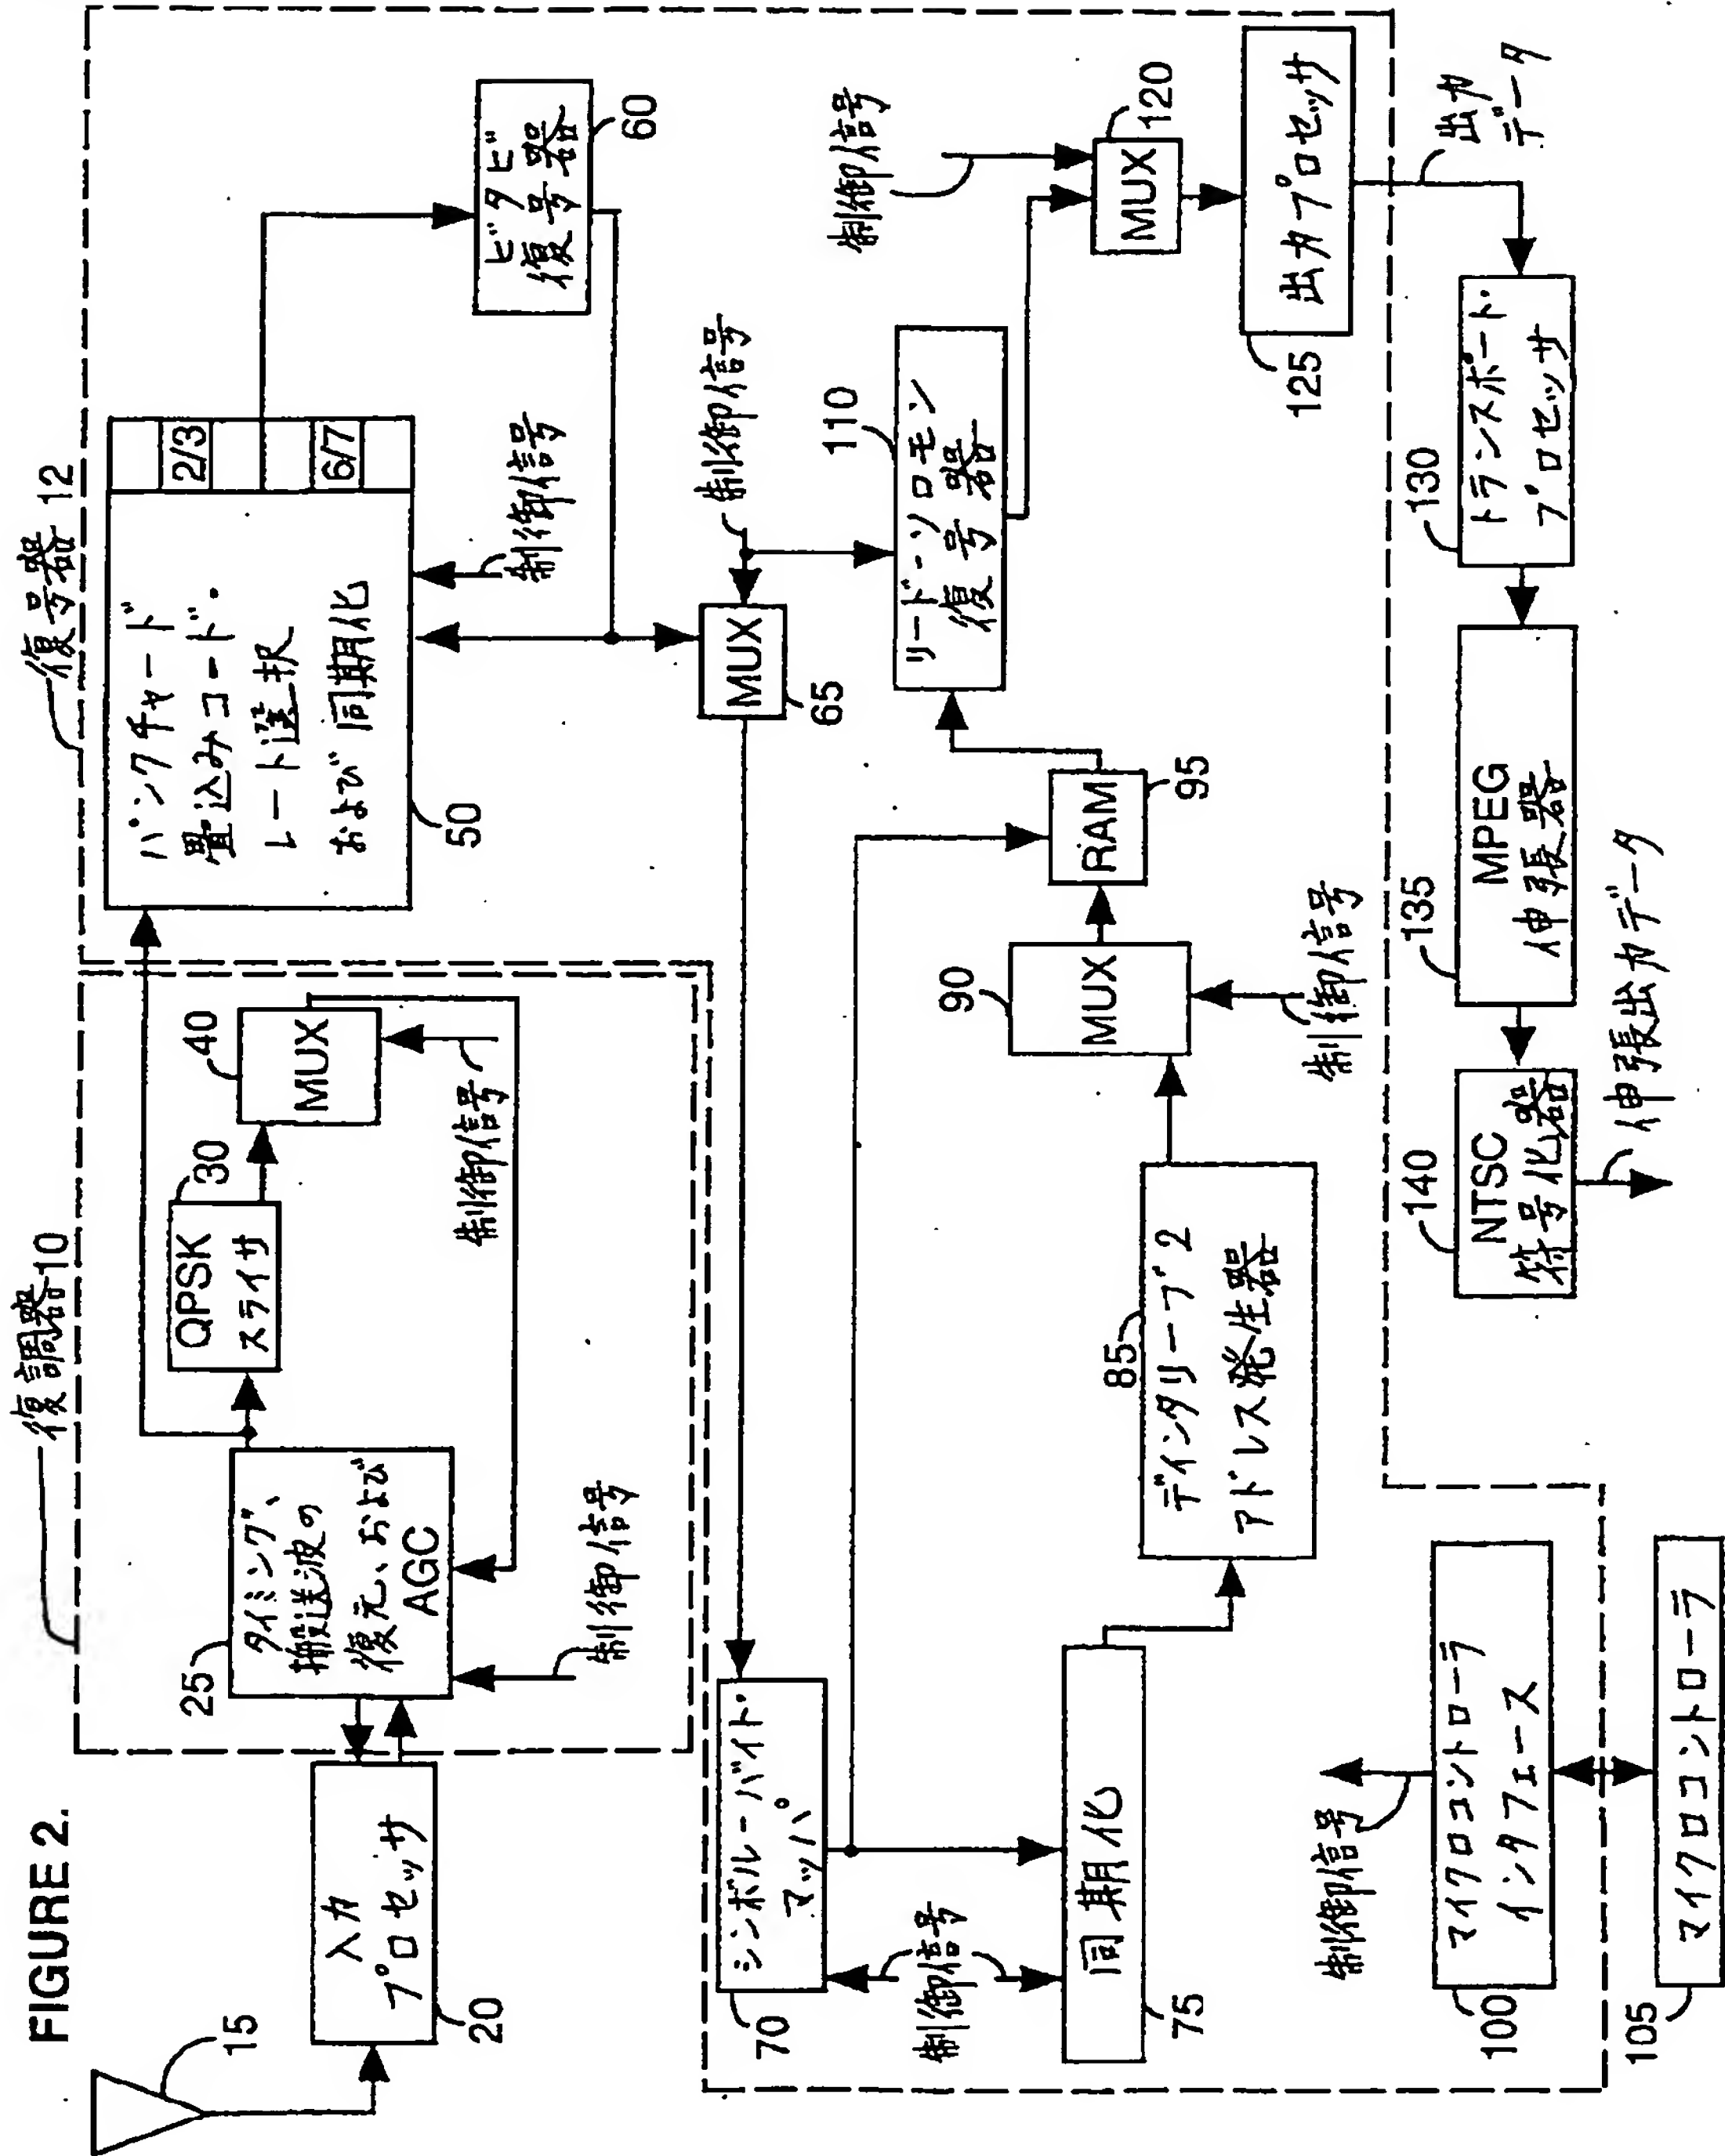 FIGURE 2.
15
入力
プロセッサ
20
復調器10
25
タイミング、
搬送波の
復元、および
AGC
制御信号
QPSK
スライサ
30
MUX
40
制御信号
復号器 12
パンクチャード
畳込みコード・
レート選択
および 同期化
2/3
6/7
50
制御信号
ビタビ
復号器
60
MUX
65
制御信号
シンボルーバイト・
マッパ
70
制御信号
同期化
75
ディンタリーブ 2
アドレス発生器
85
MUX
90
制御信号
RAM
95
リードーソロモン
復号器
110
制御信号
MUX
120
出力プロセッサ
125
出力
データ
マイクロコントローラ
インタフェース
100
制御信号
マイクロコントローラ
105
トランスポート・
プロセッサ
130
MPEG
伸張器
135
NTSC
符号化器
140
伸張出力データ